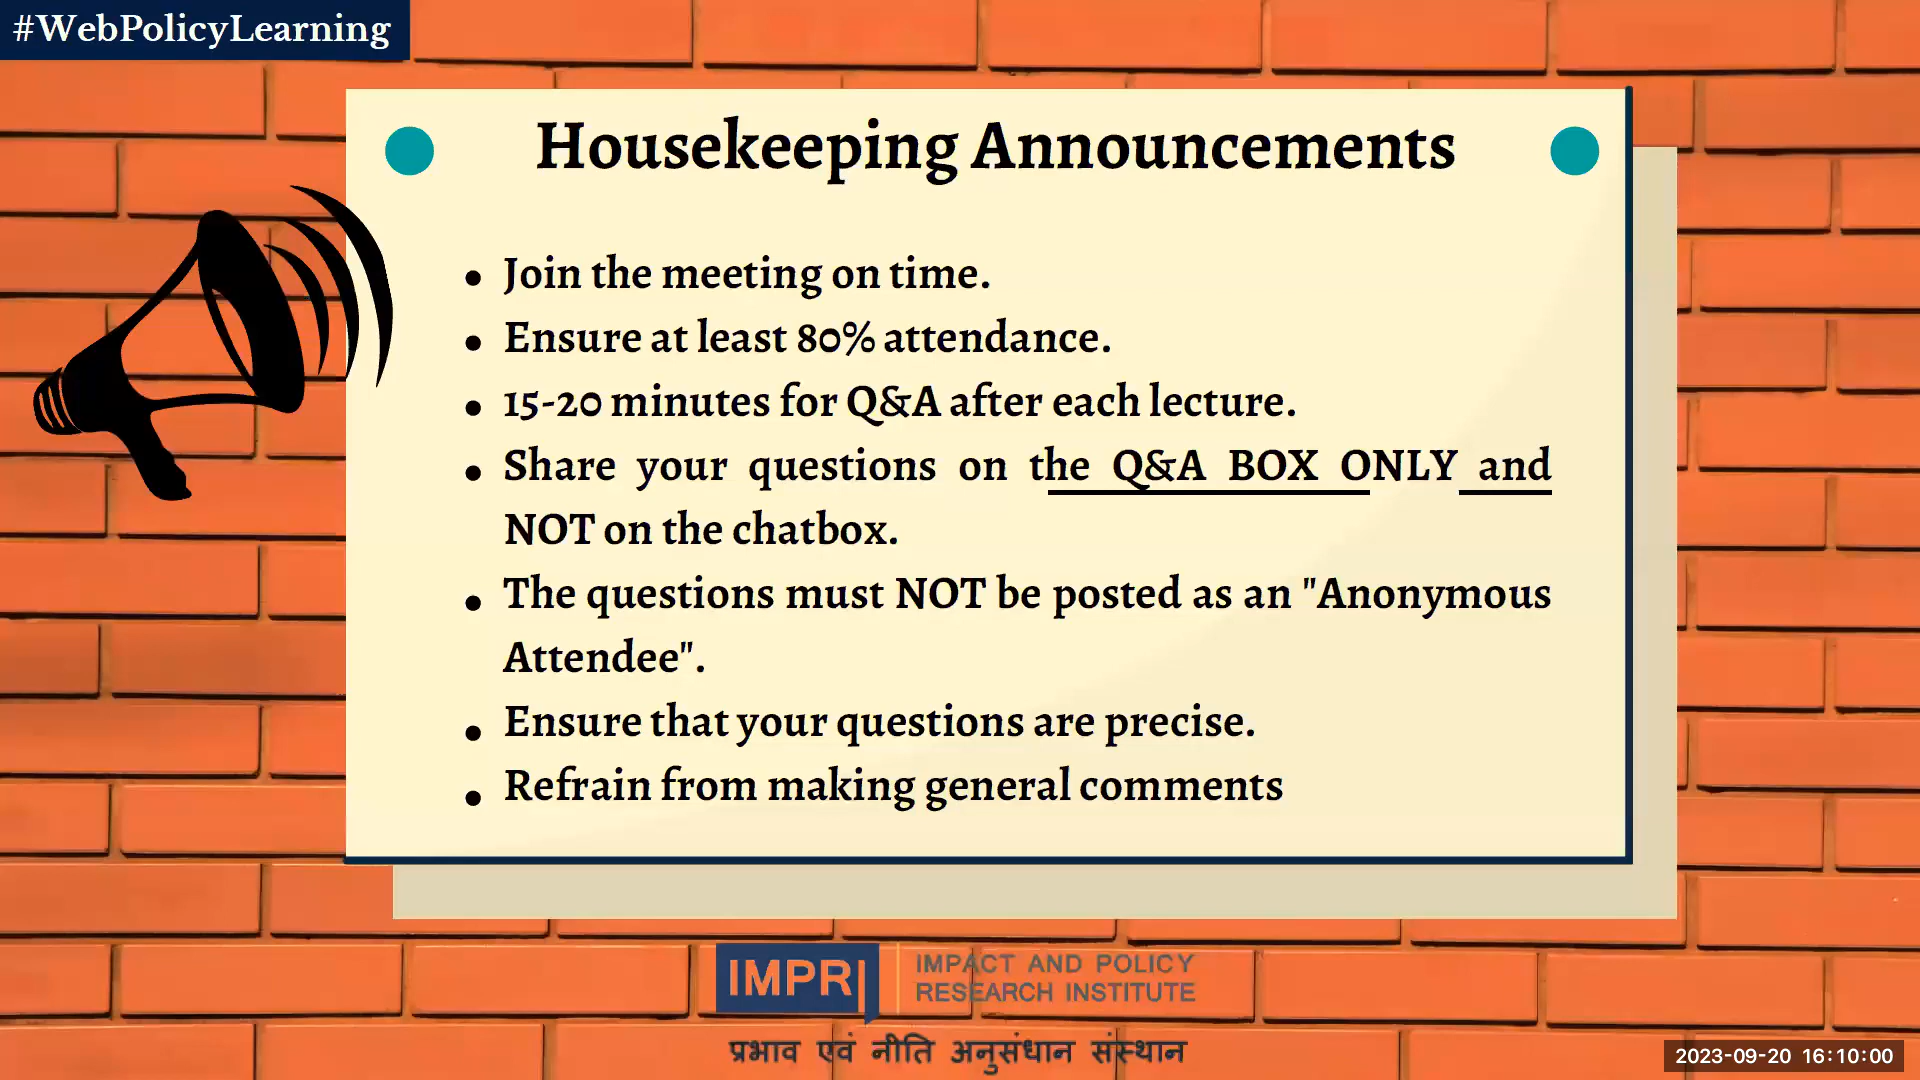 #WebPolicyLearning
Housekeeping Announcements
• Join the meeting on time.
• Ensure at least 80% attendance.
• 15-20 minutes for Q&A after each lecture.
• Share your questions on the Q&A BOX ONLY and
NOT on the chatbox.
• The questions must NOT be posted as an "Anonymous
Attendee".
• Ensure that your questions are precise.
• Refrain from making general comments
IMPRI
IMPACT AND POLICY
RESEARCH INSTITUTE
प्रभाव एवं नीति अनुसंधान संस्थान
2023-09-20 16:10:00